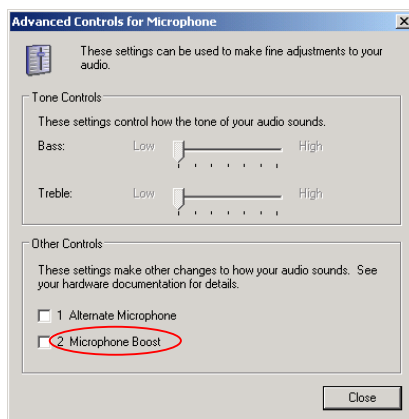 Advanced Controls for Microphone
These settings can be used to make fine adjustments to your
audio.
Tone Controls
These settings control how the tone of your audio sounds.
Bass: Low High
Treble: Low High
Other Controls
These settings make other changes to how your audio sounds. See
your hardware documentation for details.
1 Alternate Microphone
2 Microphone Boost
Close